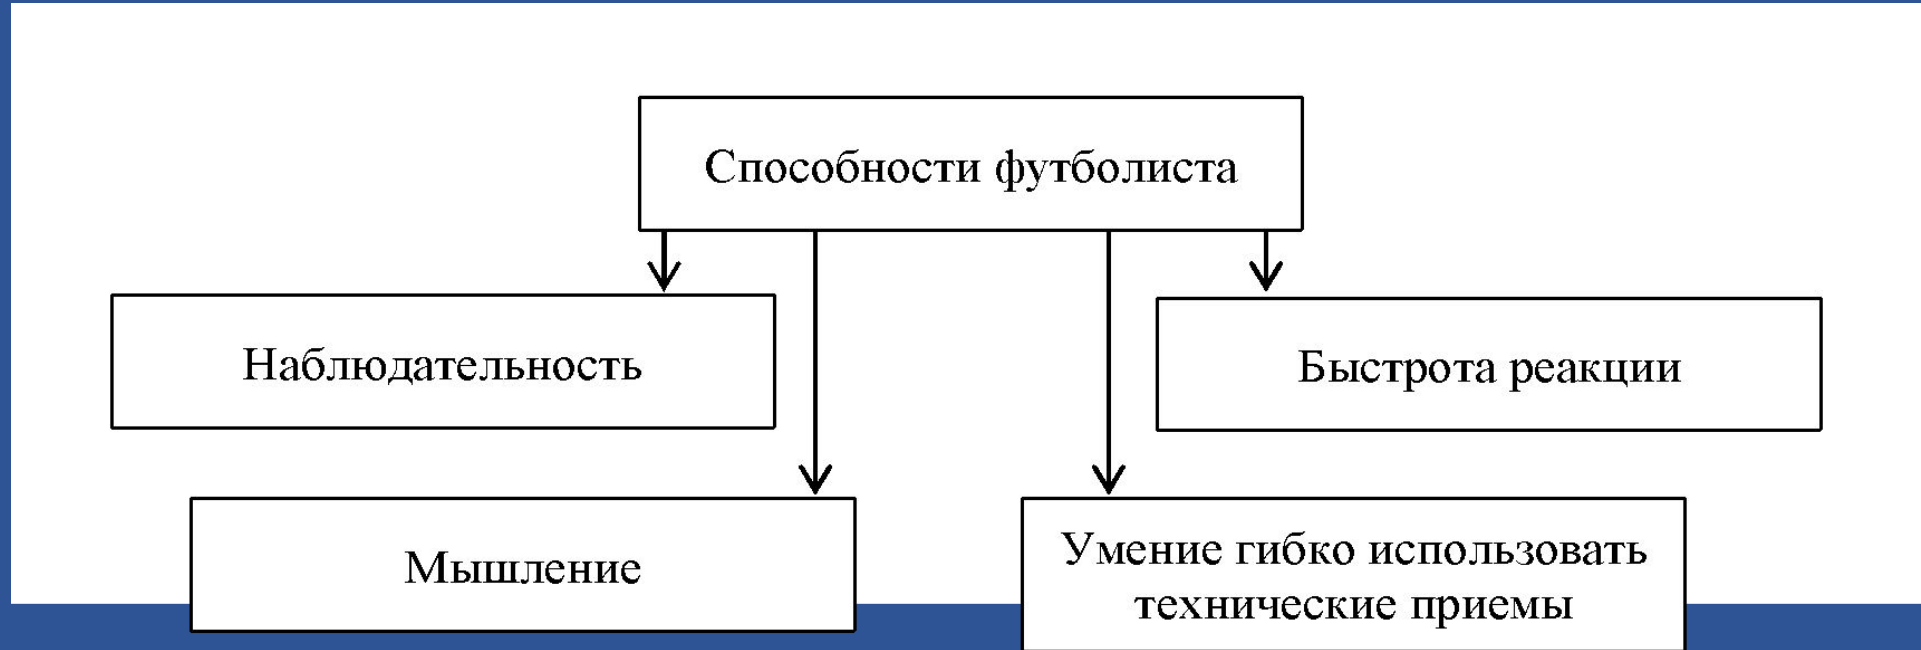 Способности футболиста
Наблюдательность
Быстрота реакции
Мышление
Умение гибко использовать
технические приемы